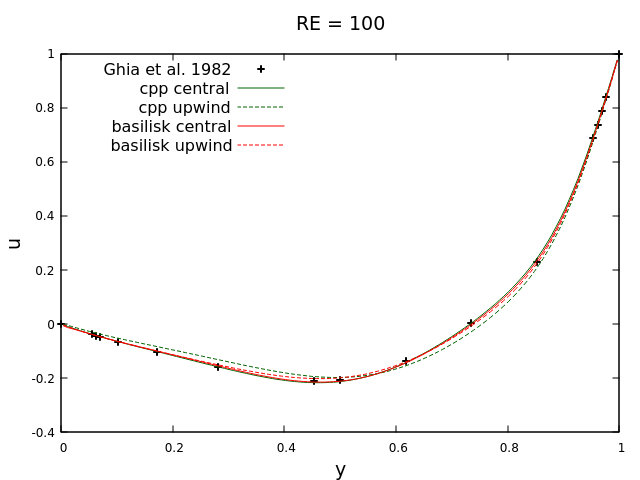 RE = 100
Ghia et al. 1982
cpp central
cpp upwind
basilisk central
basilisk upwind
1
0.8
0.6
0.4
0.2
0
-0.2
-0.4
u
0 0.2 0.4 0.6 0.8 1
y